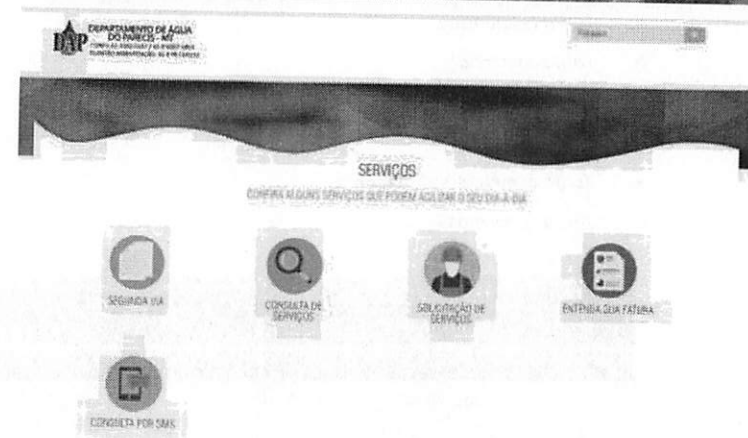 DAP
DEPARTAMENTO DE ÁGUA
DO PARECIS - MT
SERVIÇOS
CONFIRA ALGUNS SERVIÇOS QUE PODEM AGILIZAR O SEU DIA-A-DIA
SEGUNDA VIA
CONSULTA DE
SERVIÇOS
SOLICITAÇÃO DE
SERVIÇOS
ENTENDA SUA FATURA
CONSULTA POR SMS